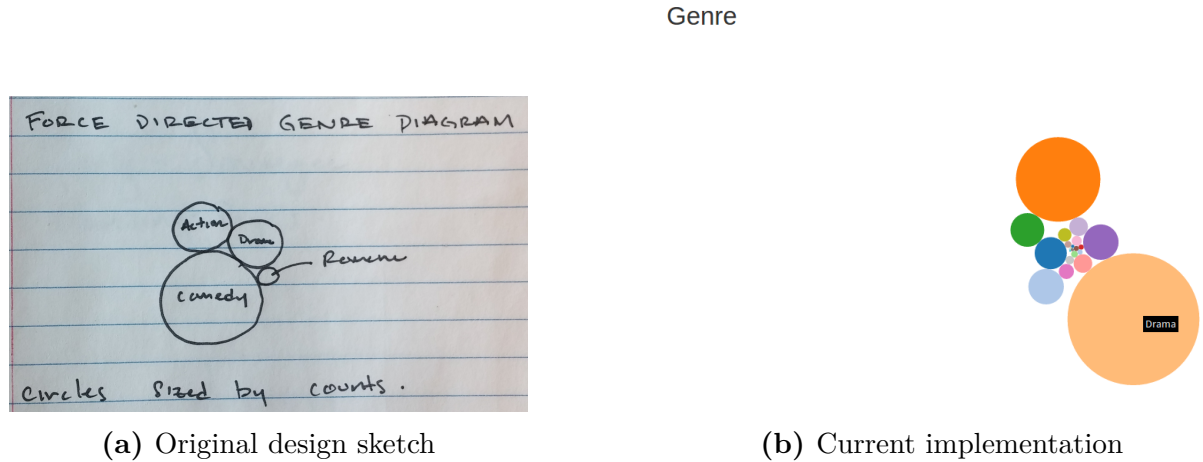 Genre
FORCE DIRECTED GENRE DIAGRAM
Action
Drama
Romance
Comedy
Drama
Circles Sized by counts.
(a) Original design sketch
(b) Current implementation